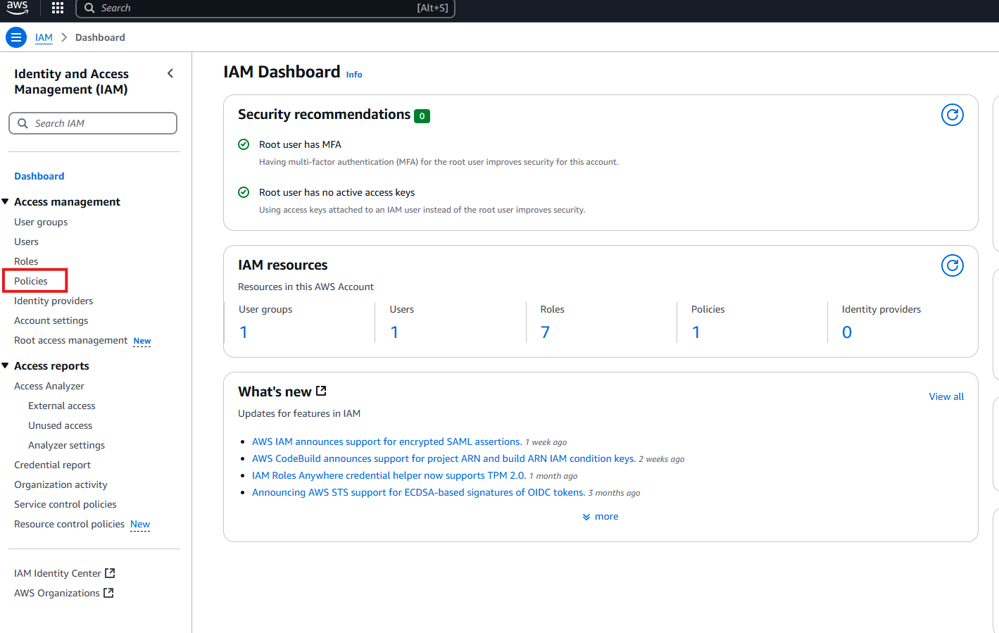 aws
Search
[Alt+S]
IAM
Dashboard
Identity and Access
Management (IAM)
Search IAM
Dashboard
Access management
User groups
Users
Roles
Policies
Identity providers
Account settings
Root access management New
Access reports
Access Analyzer
External access
Unused access
Analyzer settings
Credential report
Organization activity
Service control policies
Resource control policies New
IAM Identity Center
AWS Organizations
IAM Dashboard Info
Security recommendations 0
Root user has MFA
Having multi-factor authentication (MFA) for the root user improves security for this account.
Root user has no active access keys
Using access keys attached to an IAM user instead of the root user improves security.
IAM resources
Resources in this AWS Account
User groups
1
Users
1
Roles
7
Policies
1
Identity providers
0
What's new
View all
Updates for features in IAM
AWS IAM announces support for encrypted SAML assertions. 1 week ago
AWS CodeBuild announces support for project ARN and build ARN IAM condition keys. 2 weeks ago
IAM Roles Anywhere credential helper now supports TPM 2.0. 1 month ago
Announcing AWS STS support for ECDSA-based signatures of OIDC tokens. 3 months ago
more